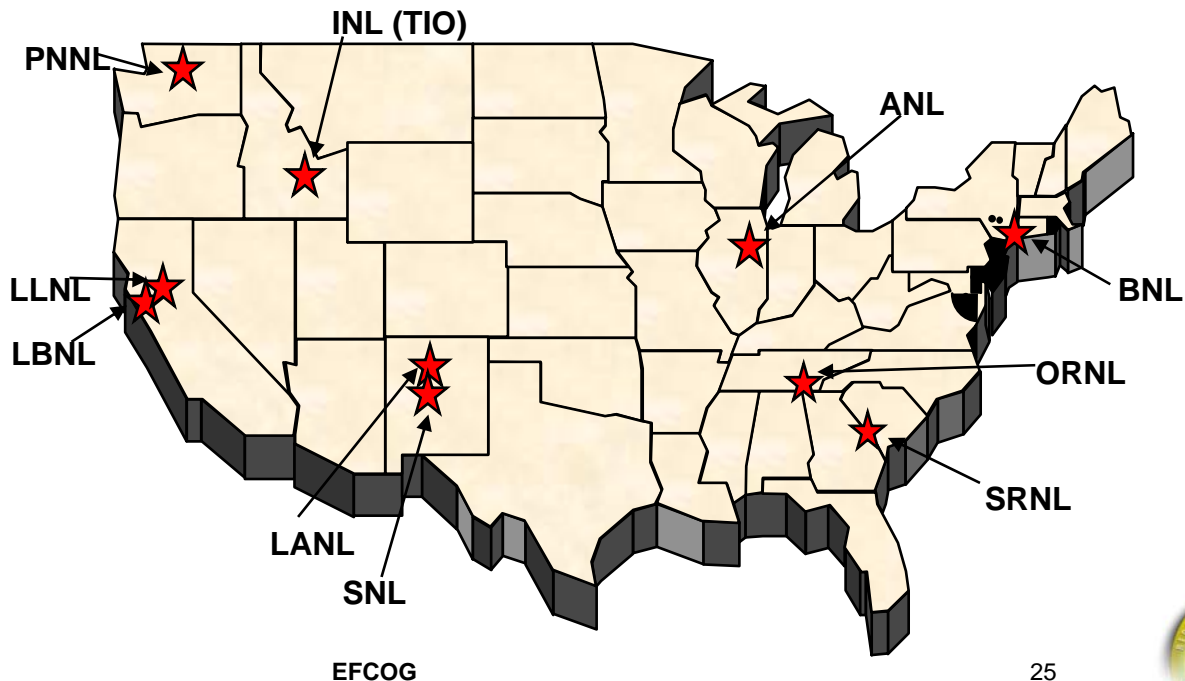 INL (TIO)
PNNL
ANL
LLNL
BNL
LBNL
ORNL
SRNL
LANL
SNL
EFCOG
25